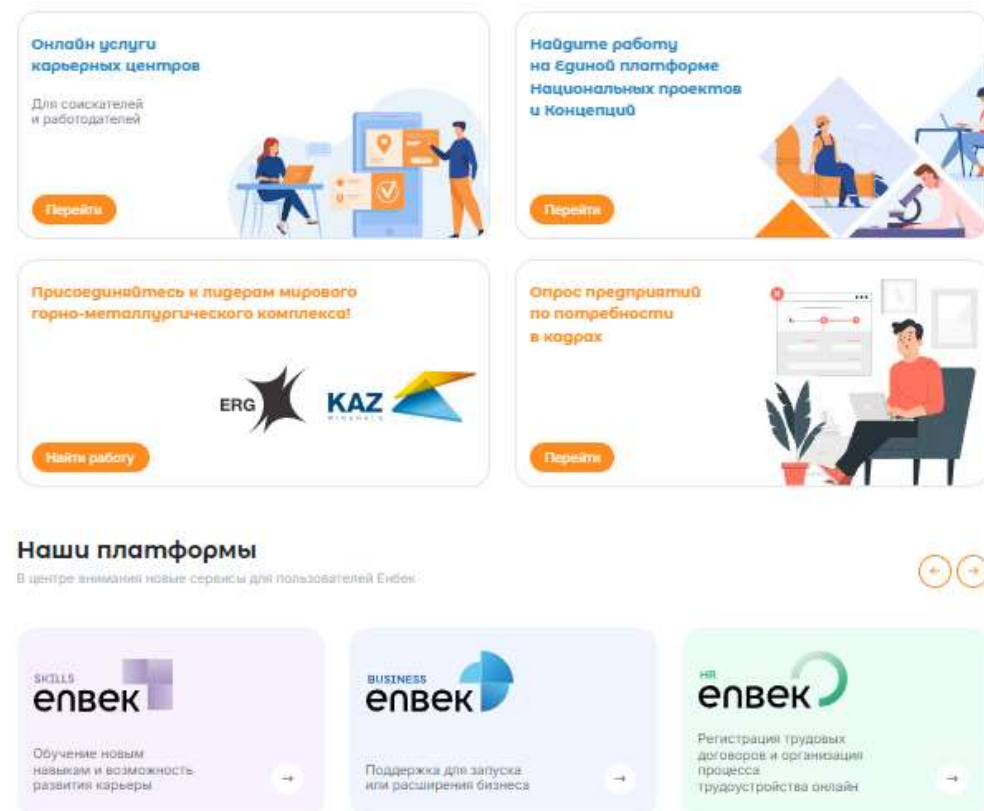 Онлайн услуги
карьерных центров
Для соискателей
и работодателей
Перейти
Найдите работу
на Единой платформе
Национальных проектов
и Концепций
Перейти
Присоединяйтесь к лидерам мирового
горно-металлургического комплекса!
ERG
KAZ
MINERALS
Найти работу
Опрос предприятий
по потребности
в кадрах
Перейти
Наши платформы
В центре внимания новые сервисы для пользователей Енбек
SKILLS
enbek
Обучение новым
навыкам и возможность
развития карьеры
BUSINESS
enbek
Поддержка для запуска
или расширения бизнеса
HR
enbek
Регистрация трудовых
договоров и организация
процесса
трудоустройства онлайн